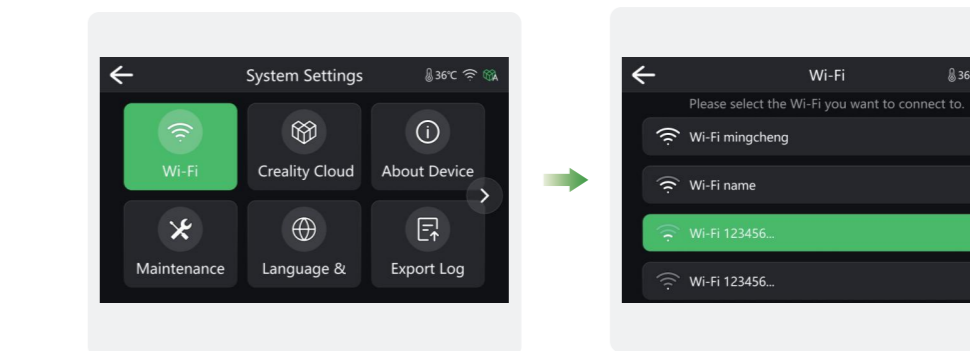 System Settings
36℃
Wi-Fi
Creality Cloud
About Device
Maintenance
Language &
Export Log
Wi-Fi
36
Please select the Wi-Fi you want to connect to.
Wi-Fi mingcheng
Wi-Fi name
Wi-Fi 123456...
Wi-Fi 123456...